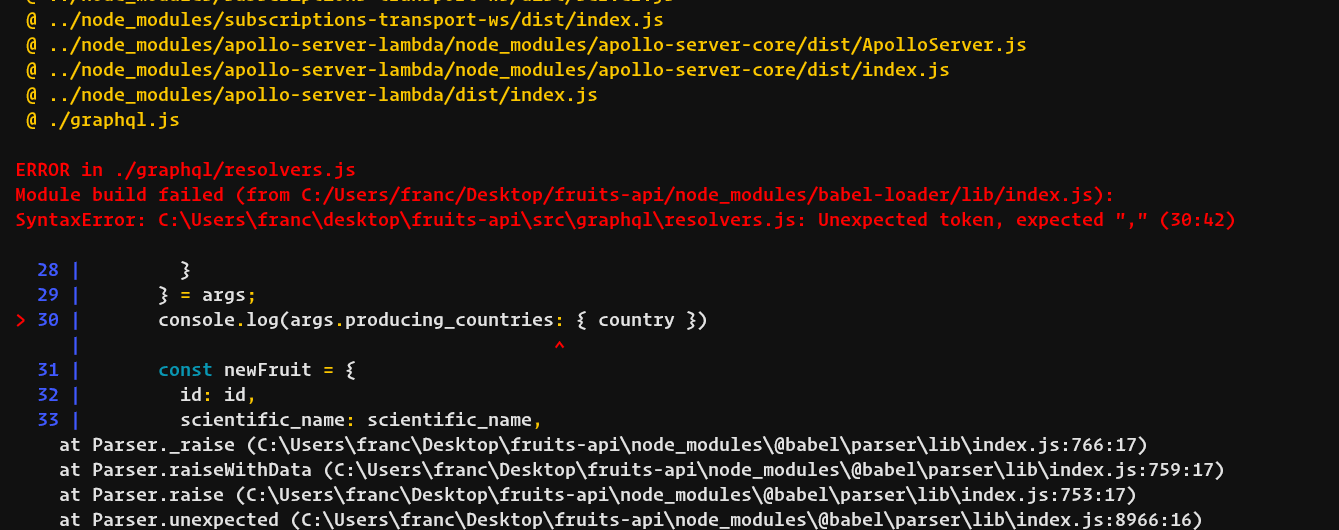 @ ../node_modules/subscriptions-transport-ws/dist/index.js
@ ../node_modules/apollo-server-lambda/node_modules/apollo-server-core/dist/ApolloServer.js
@ ../node_modules/apollo-server-lambda/node_modules/apollo-server-core/dist/index.js
@ ../node_modules/apollo-server-lambda/dist/index.js
@ ./graphql.js
ERROR in ./graphql/resolvers.js
Module build failed (from C:/Users/franc/Desktop/fruits-api/node_modules/babel-loader/lib/index.js):
SyntaxError: C:\Users\franc\desktop\fruits-api\src\graphql\resolvers.js: Unexpected token, expected "," (30:42)
28 |         }
29 |       } = args;
> 30 |       console.log(args.producing_countries: { country })
|                                           ^
31 |       const newFruit = {
32 |         id: id,
33 |         scientific_name: scientific_name,
at Parser._raise (C:\Users\franc\Desktop\fruits-api\node_modules\@babel\parser\lib\index.js:766:17)
at Parser.raiseWithData (C:\Users\franc\Desktop\fruits-api\node_modules\@babel\parser\lib\index.js:759:17)
at Parser.raise (C:\Users\franc\Desktop\fruits-api\node_modules\@babel\parser\lib\index.js:753:17)
at Parser.unexpected (C:\Users\franc\Desktop\fruits-api\node_modules\@babel\parser\lib\index.js:8966:16)